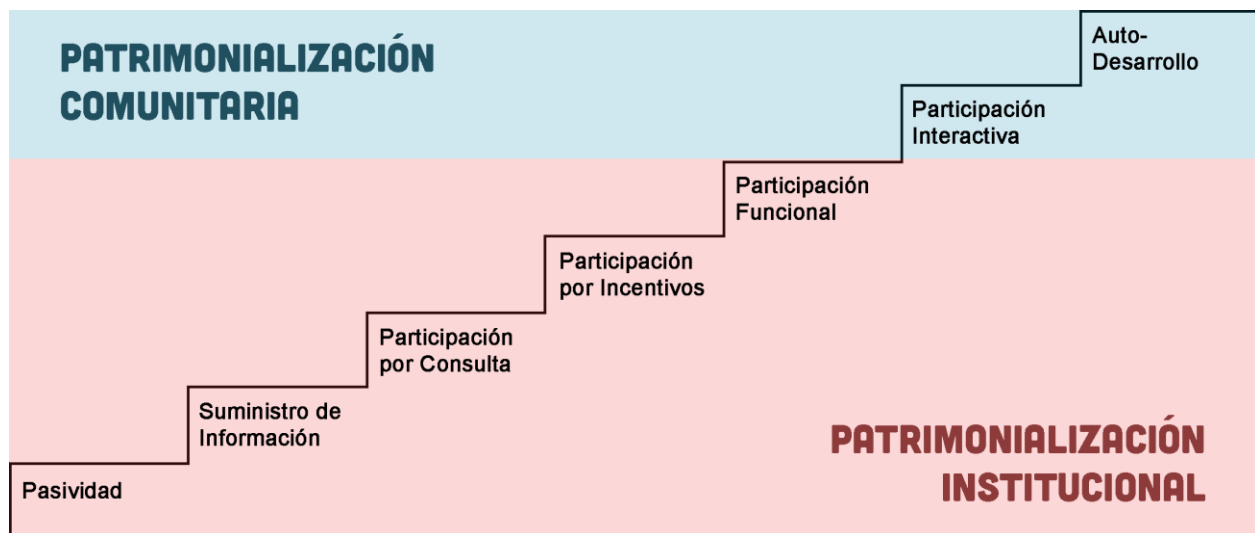 PATRIMONIALIZACIÓN
COMUNITARIA
Auto-
Desarrollo
Participación
Interactiva
Participación
Funcional
Participación
por Incentivos
Participación
por Consulta
Suministro de
Información
Pasividad
PATRIMONIALIZACIÓN
INSTITUCIONAL